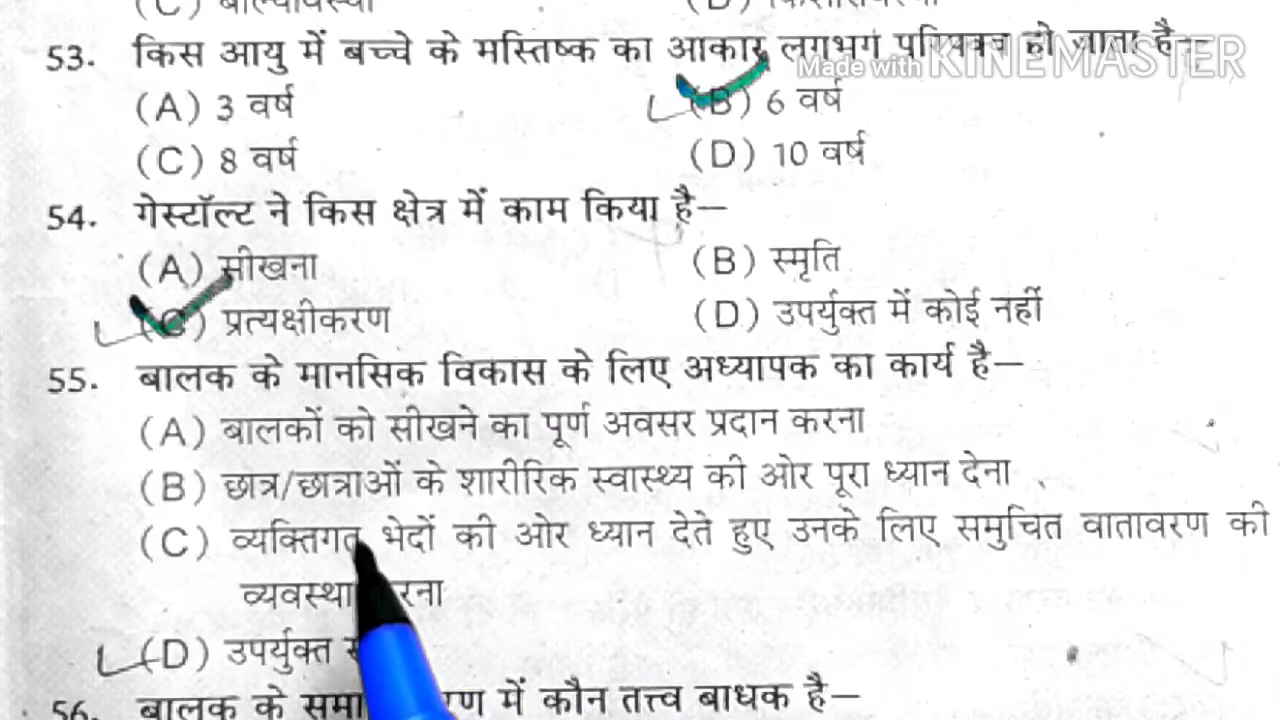 53. किस आयु में बच्चे के मस्तिष्क का आकार लगभग परिपक्व हो जाता है–
Made with KINEMASTER
(A) 3 वर्ष (B) 6 वर्ष
(C) 8 वर्ष (D) 10 वर्ष
54. गेस्टॉल्ट ने किस क्षेत्र में काम किया है–
(A) सीखना (B) स्मृति
(C) प्रत्यक्षीकरण (D) उपर्युक्त में कोई नहीं
55. बालक के मानसिक विकास के लिए अध्यापक का कार्य है–
(A) बालकों को सीखने का पूर्ण अवसर प्रदान करना
(B) छात्र/छात्राओं के शारीरिक स्वास्थ्य की ओर पूरा ध्यान देना
(C) व्यक्तिगत भेदों की ओर ध्यान देते हुए उनके लिए समुचित वातावरण की
व्यवस्था
(D) उपर्युक्त
56. बालक के में कौन तत्त्व बाधक है–